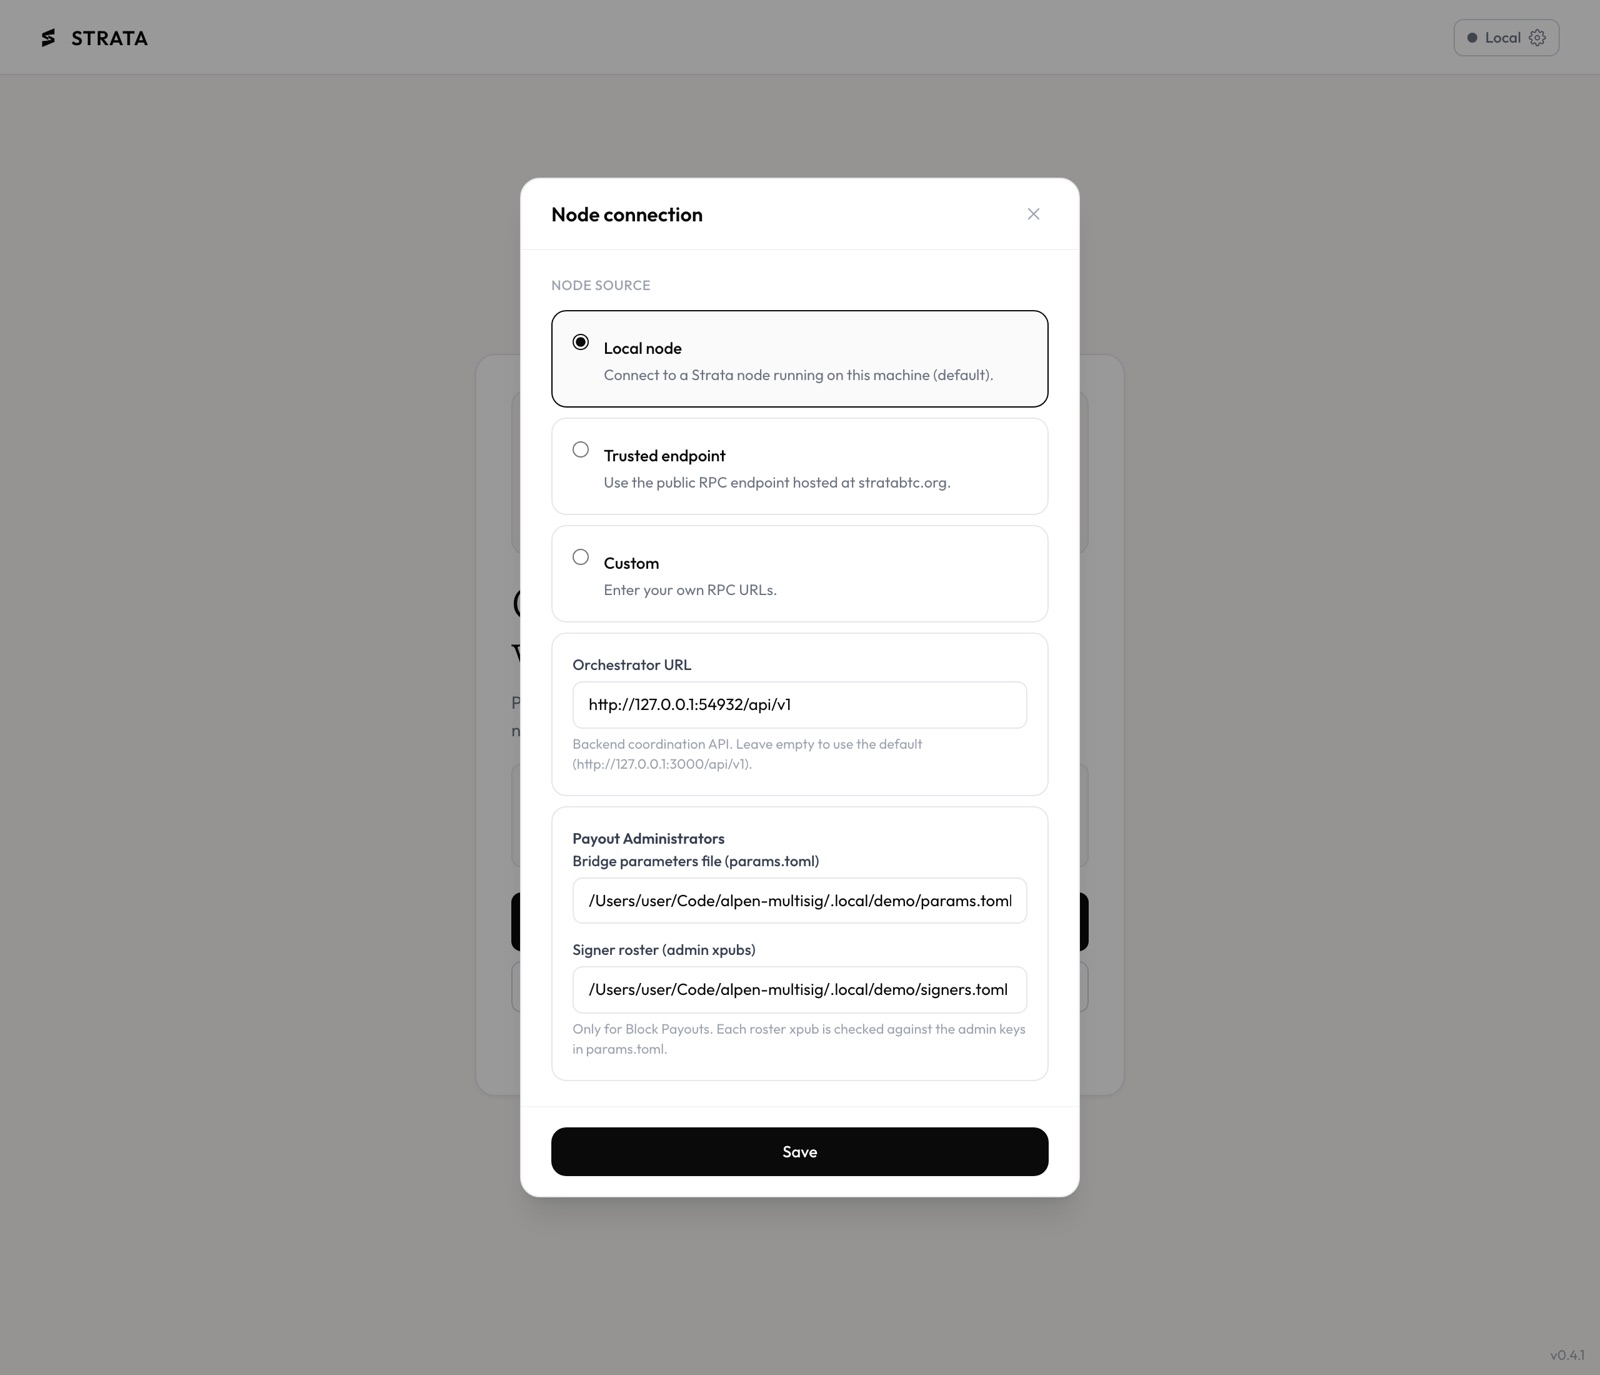 STRATA
Local
Node connection
NODE SOURCE
Local node
Connect to a Strata node running on this machine (default).
Trusted endpoint
Use the public RPC endpoint hosted at stratabtc.org.
Custom
Enter your own RPC URLs.
Orchestrator URL
http://127.0.0.1:54932/api/v1
Backend coordination API. Leave empty to use the default
(http://127.0.0.1:3000/api/v1).
Payout Administrators
Bridge parameters file (params.toml)
/Users/user/Code/alpen-multisig/.local/demo/params.toml
Signer roster (admin xpubs)
/Users/user/Code/alpen-multisig/.local/demo/signers.toml
Only for Block Payouts. Each roster xpub is checked against the admin keys
in params.toml.
Save
v0.4.1